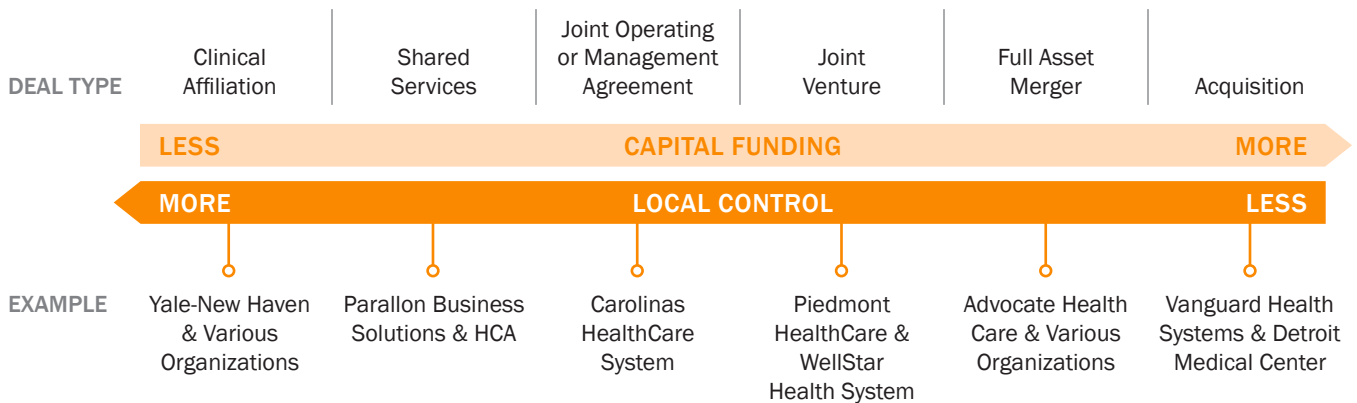 DEAL TYPE
Clinical
Affiliation
Shared
Services
Joint Operating
or Management
Agreement
Joint
Venture
Full Asset
Merger
Acquisition
LESS CAPITAL FUNDING MORE
MORE LOCAL CONTROL LESS
EXAMPLE
Yale-New Haven
& Various
Organizations
Parallon Business
Solutions & HCA
Carolinas
HealthCare
System
Piedmont
HealthCare &
WellStar
Health System
Advocate Health
Care & Various
Organizations
Vanguard Health
Systems & Detroit
Medical Center